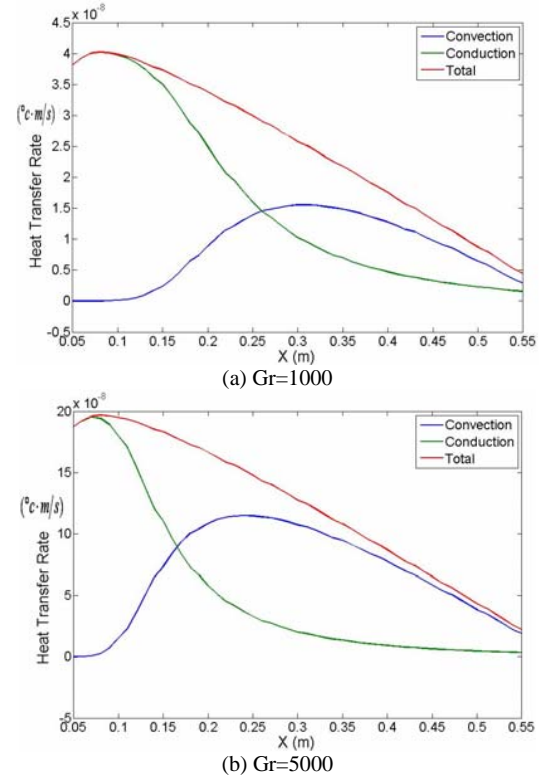 x 10⁻⁸
4.5
4
3.5
3
2.5
2
1.5
1
0.5
0
-0.5
(°c·m/s)
Heat Transfer Rate
Convection
Conduction
Total
0.05 0.1 0.15 0.2 0.25 0.3 0.35 0.4 0.45 0.5 0.55
X (m)
(a) Gr=1000
x 10⁻⁸
20
15
10
5
0
-5
(°c·m/s)
Heat Transfer Rate
Convection
Conduction
Total
0.05 0.1 0.15 0.2 0.25 0.3 0.35 0.4 0.45 0.5 0.55
X (m)
(b) Gr=5000